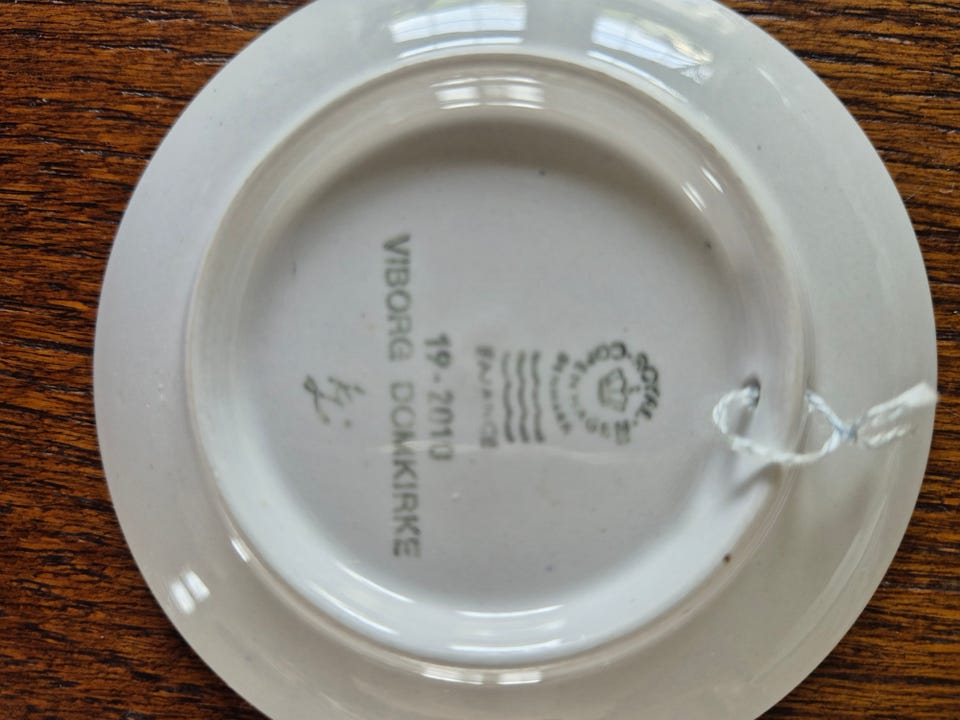 ROYAL COPENHAGEN
DENMARK
FAJANCE
19-2010
VIBORG DOMKIRKE